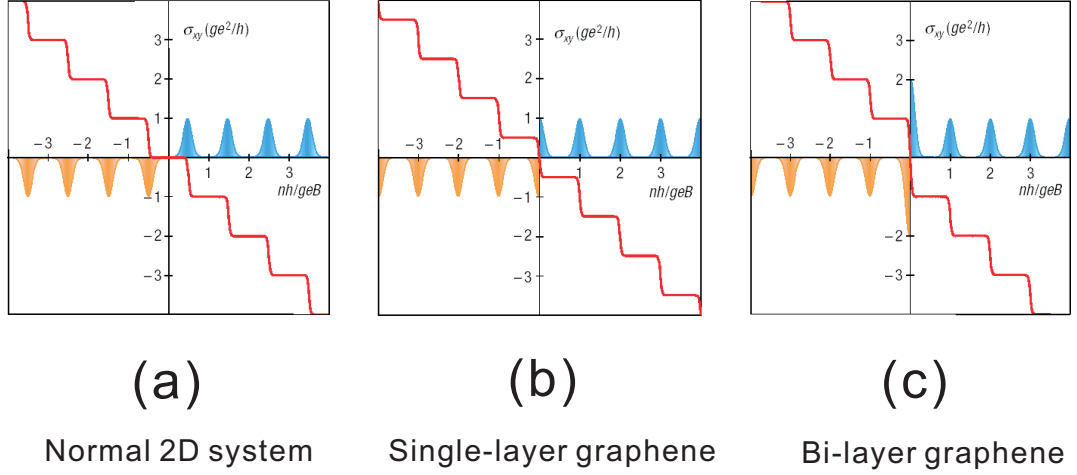 σxy(ge²/h)
3
2
1
−3 −2 −1
1 2 3
nh/geB
−1
−2
−3
σxy(ge²/h)
3
2
1
−3 −2 −1
1 2 3
nh/geB
−1
−2
−3
σxy(ge²/h)
3
2
1
−3 −2 −1
1 2 3
nh/geB
−1
−2
−3
(a) (b) (c)
Normal 2D system Single-layer graphene Bi-layer graphene